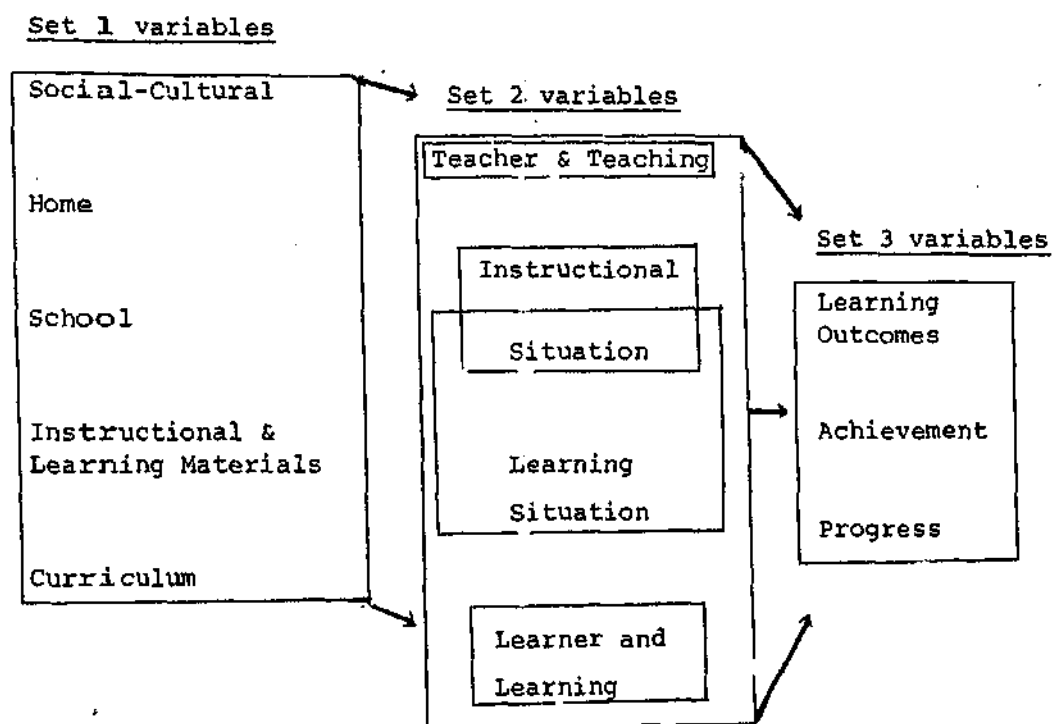 Set 1 variables
Social-Cultural
Home
School
Instructional &
Learning Materials
Curriculum
Set 2 variables
Teacher & Teaching
Instructional
Situation
Learning
Situation
Learner and
Learning
Set 3 variables
Learning
Outcomes
Achievement
Progress